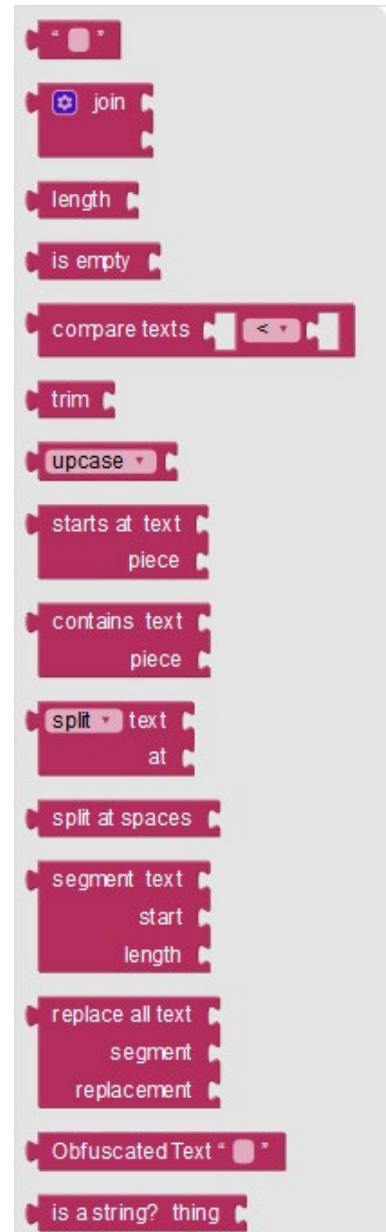 “ ”
join
length
is empty
compare texts <
trim
upcase
starts at text
piece
contains text
piece
split text
at
split at spaces
segment text
start
length
replace all text
segment
replacement
Obfuscated Text “ ”
is a string? thing